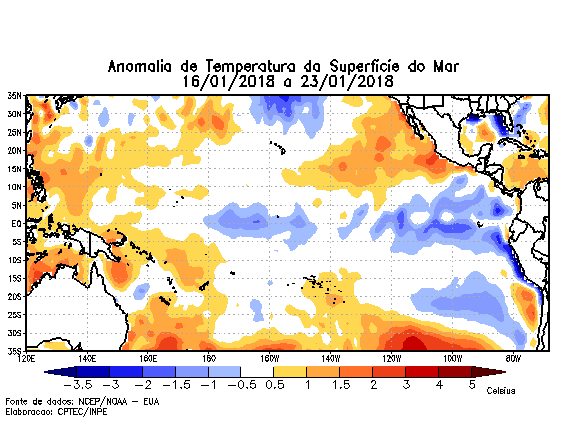 Anomalia de Temperatura da Superfície do Mar
16/01/2018 a 23/01/2018
35N
30N
25N
20N
15N
10N
5N
EQ
5S
10S
15S
20S
25S
30S
35S
120E 140E 160E 180 160W 140W 120W 100W 80W
−3.5 −3 −2 −1.5 −1 −0.5 0.5 1 1.5 2 3 4 5
Celsius
Fonte de dados: NCEP/NOAA − EUA
Elaboracao: CPTEC/INPE